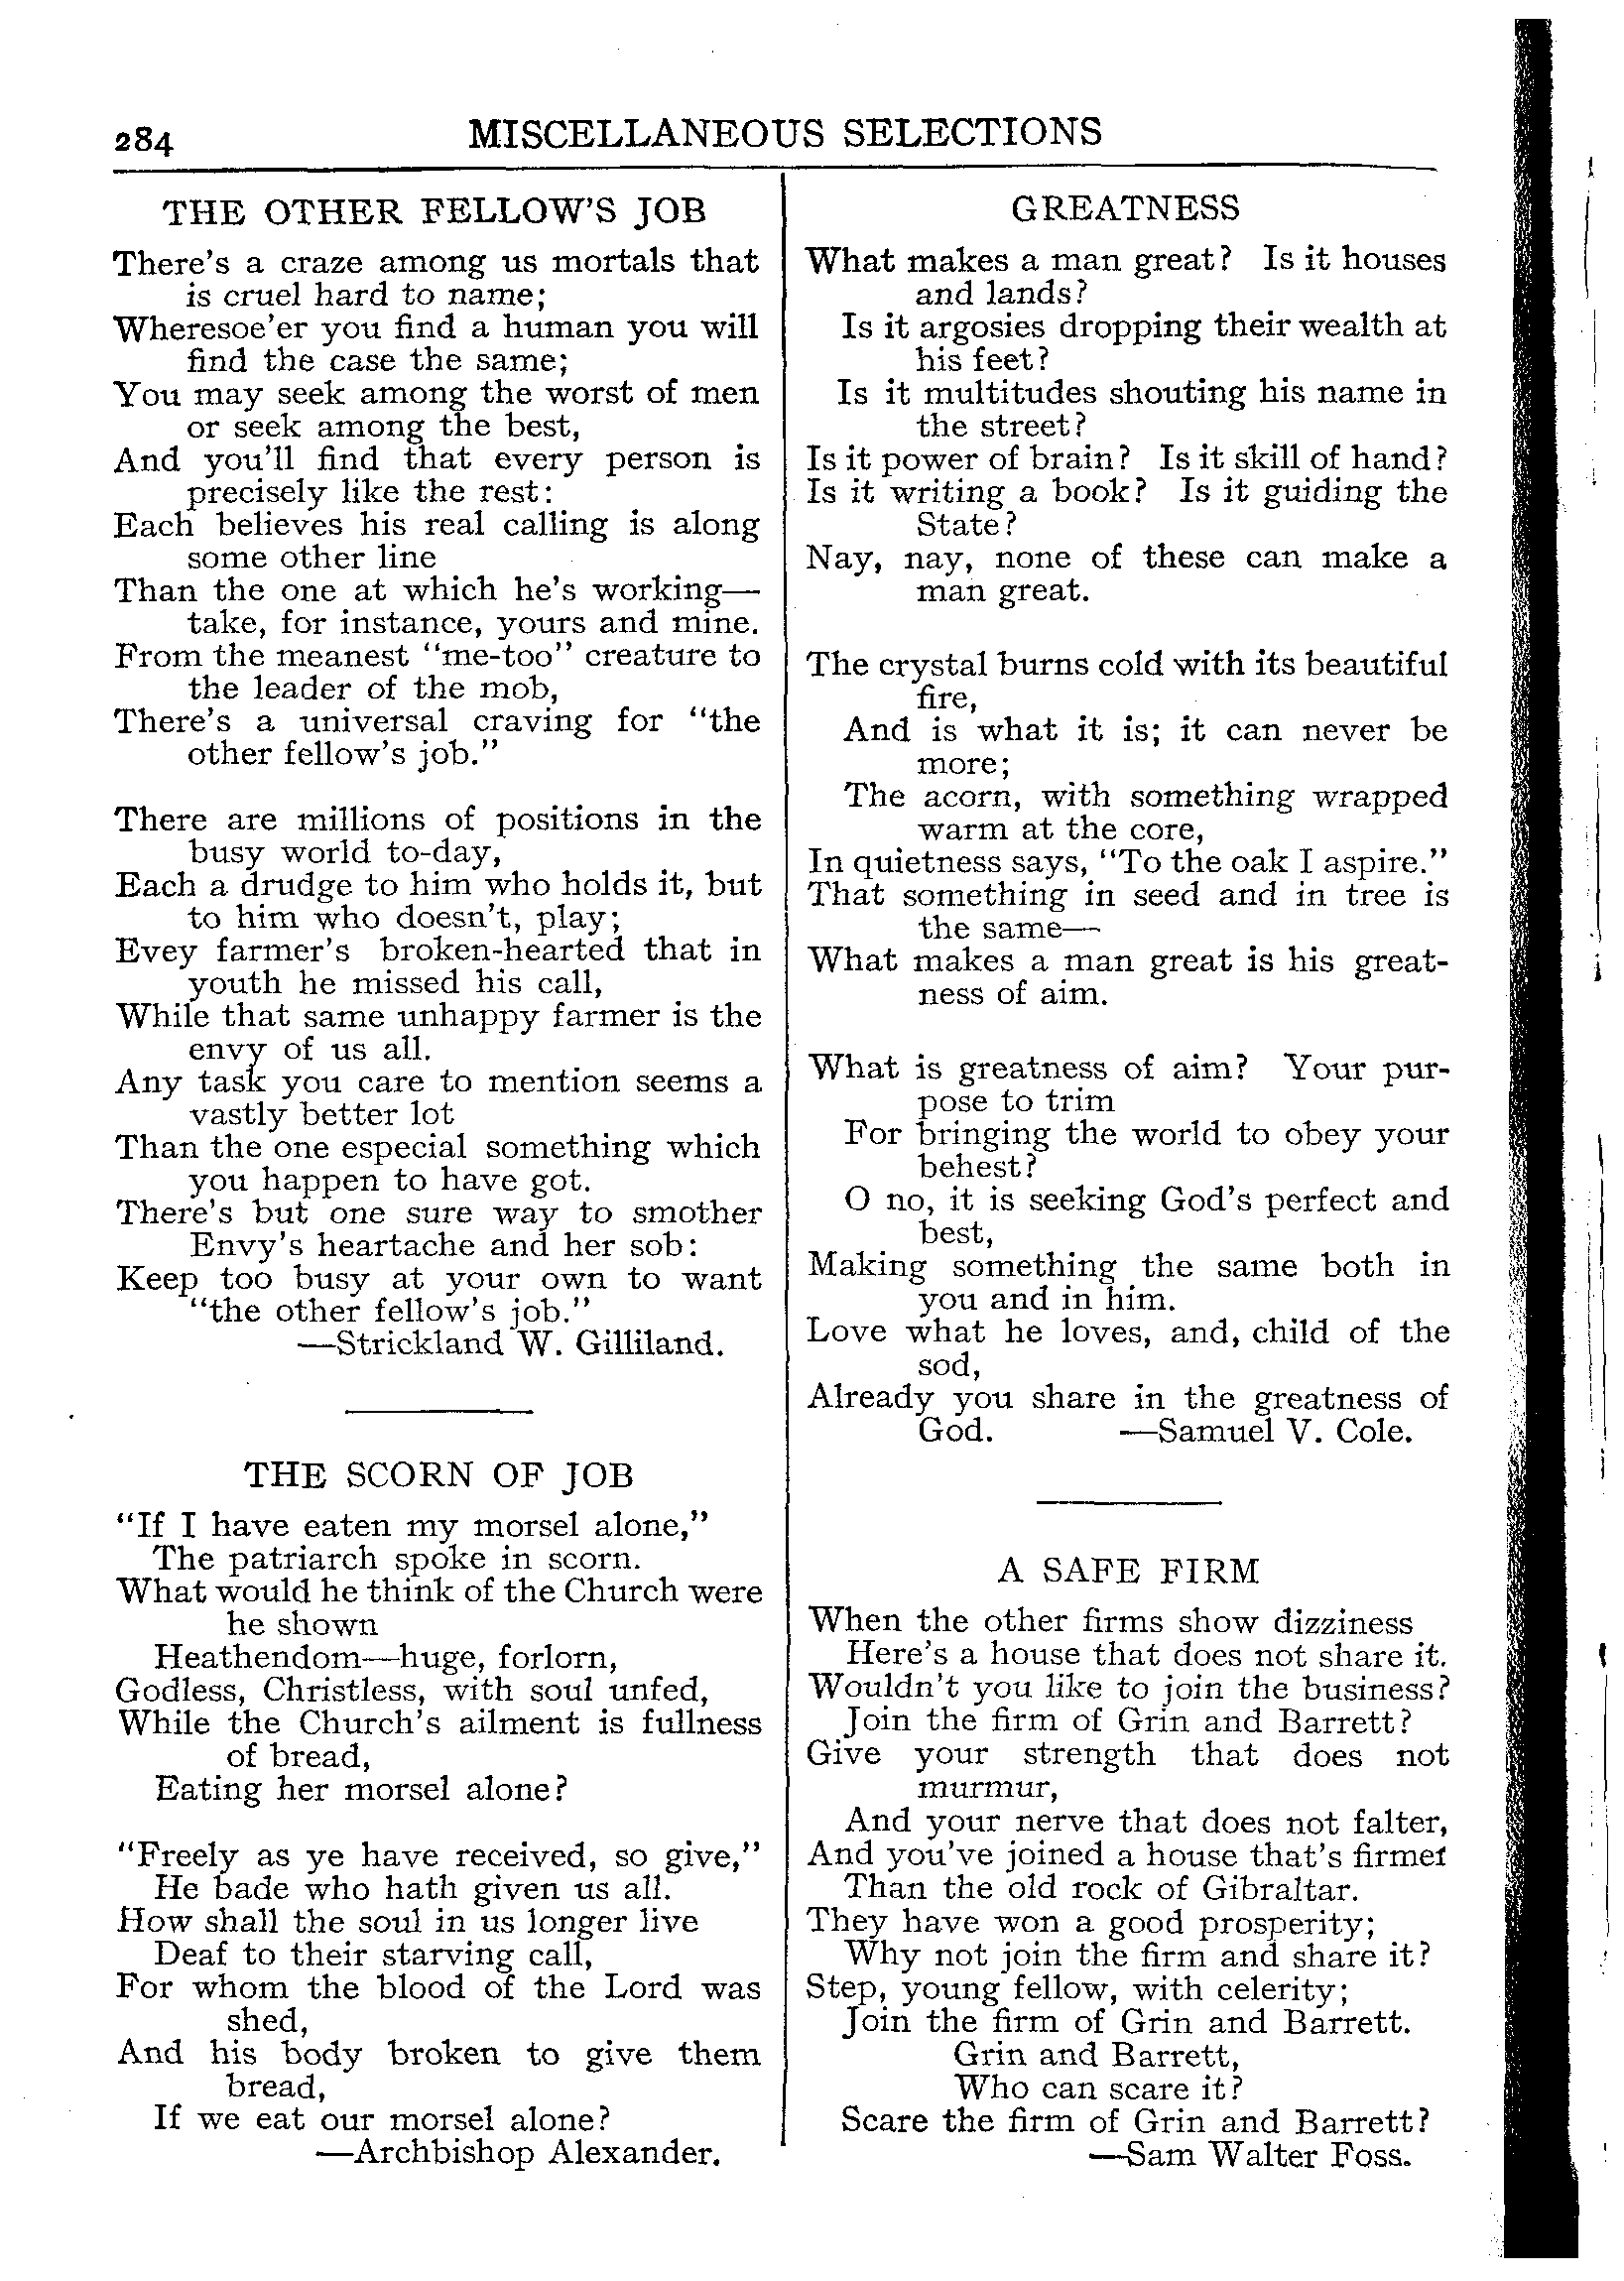 284
MISCELLANEOUS SELECTIONS
THE OTHER FELLOW'S JOB
There's a craze among us mortals that
is cruel hard to name;
Wheresoe'er you find a human you will
find the case the same;
You may seek among the worst of men
or seek among the best,
And you'll find that every person is
precisely like the rest:
Each believes his real calling is along
some other line
Than the one at which he's working—
take, for instance, yours and mine.
From the meanest "me-too" creature to
the leader of the mob,
There's a universal craving for "the
other fellow's job."
There are millions of positions in the
busy world to-day,
Each a drudge to him who holds it, but
to him who doesn't, play;
Evey farmer's broken-hearted that in
youth he missed his call,
While that same unhappy farmer is the
envy of us all.
Any task you care to mention seems a
vastly better lot
Than the one especial something which
you happen to have got.
There's but one sure way to smother
Envy's heartache and her sob:
Keep too busy at your own to want
"the other fellow's job."
—Strickland W. Gilliland.
THE SCORN OF JOB
"If I have eaten my morsel alone,"
The patriarch spoke in scorn.
What would he think of the Church were
he shown
Heathendom—huge, forlorn,
Godless, Christless, with soul unfed,
While the Church's ailment is fullness
of bread,
Eating her morsel alone?
"Freely as ye have received, so give,"
He bade who hath given us all.
How shall the soul in us longer live
Deaf to their starving call,
For whom the blood of the Lord was
shed,
And his body broken to give them
bread,
If we eat our morsel alone?
—Archbishop Alexander.
GREATNESS
What makes a man great? Is it houses
and lands?
Is it argosies dropping their wealth at
his feet?
Is it multitudes shouting his name in
the street?
Is it power of brain? Is it skill of hand?
Is it writing a book? Is it guiding the
State?
Nay, nay, none of these can make a
man great.
The crystal burns cold with its beautiful
fire,
And is what it is; it can never be
more;
The acorn, with something wrapped
warm at the core,
In quietness says, "To the oak I aspire."
That something in seed and in tree is
the same—
What makes a man great is his great-
ness of aim.
What is greatness of aim? Your pur-
pose to trim
For bringing the world to obey your
behest?
O no, it is seeking God's perfect and
best,
Making something the same both in
you and in him.
Love what he loves, and, child of the
sod,
Already you share in the greatness of
God. —Samuel V. Cole.
A SAFE FIRM
When the other firms show dizziness
Here's a house that does not share it.
Wouldn't you like to join the business?
Join the firm of Grin and Barrett?
Give your strength that does not
murmur,
And your nerve that does not falter,
And you've joined a house that's firmer
Than the old rock of Gibraltar.
They have won a good prosperity;
Why not join the firm and share it?
Step, young fellow, with celerity;
Join the firm of Grin and Barrett.
Grin and Barrett,
Who can scare it?
Scare the firm of Grin and Barrett?
—Sam Walter Foss.